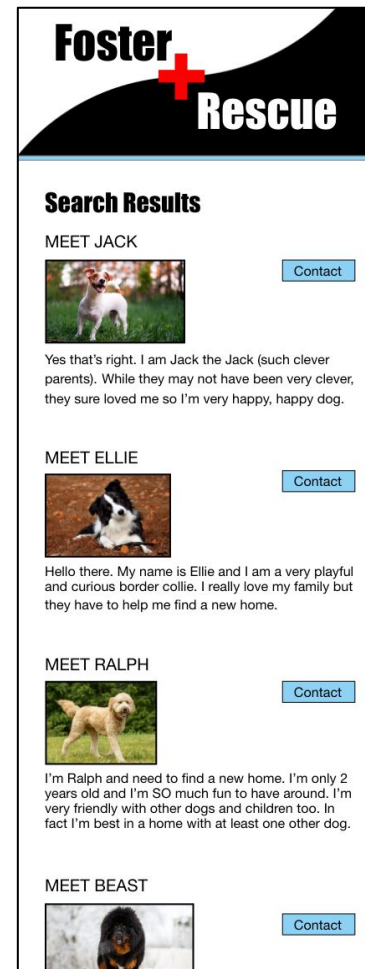 Foster
Rescue
Search Results
MEET JACK
Contact
Yes that's right. I am Jack the Jack (such clever
parents). While they may not have been very clever,
they sure loved me so I'm very happy, happy dog.
MEET ELLIE
Contact
Hello there. My name is Ellie and I am a very playful
and curious border collie. I really love my family but
they have to help me find a new home.
MEET RALPH
Contact
I'm Ralph and need to find a new home. I'm only 2
years old and I'm SO much fun to have around. I'm
very friendly with other dogs and children too. In
fact I'm best in a home with at least one other dog.
MEET BEAST
Contact